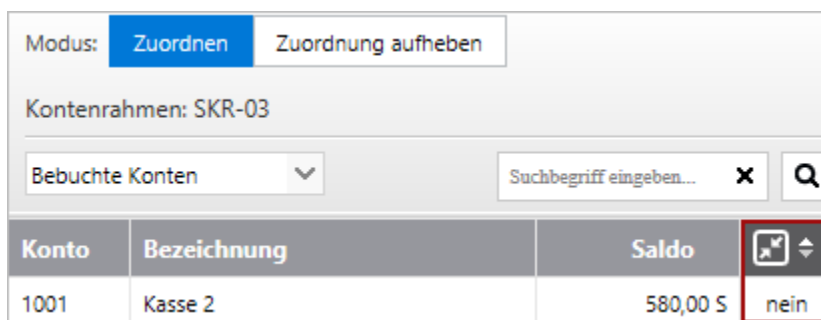 Modus: Zuordnen Zuordnung aufheben
Kontenrahmen: SKR-03
Bebuchte Konten Suchbegriff eingeben...
Konto Bezeichnung Saldo
1001 Kasse 2 580,00 S nein